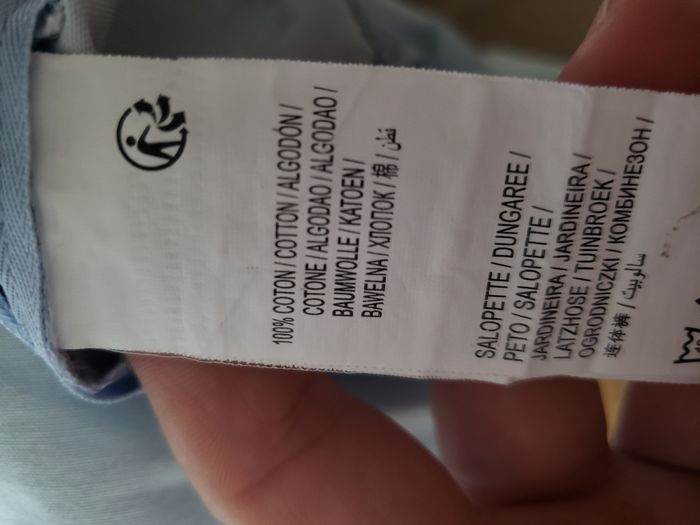 100% COTON / COTTON / ALGODÓN /
COTONE / ALGODAO / ALGODAO /
BAUMWOLLE / KATOEN /
BAWEŁNA / ХЛОПОК / 棉 / قطن
SALOPETTE / DUNGAREE /
PETO / SALOPETTE /
JARDINEIRA / JARDINEIRA /
LATZHOSE / TUINBROEK /
OGRODNICZKI / КОМБИНЕЗОН /
连体裤 / سالوبيت